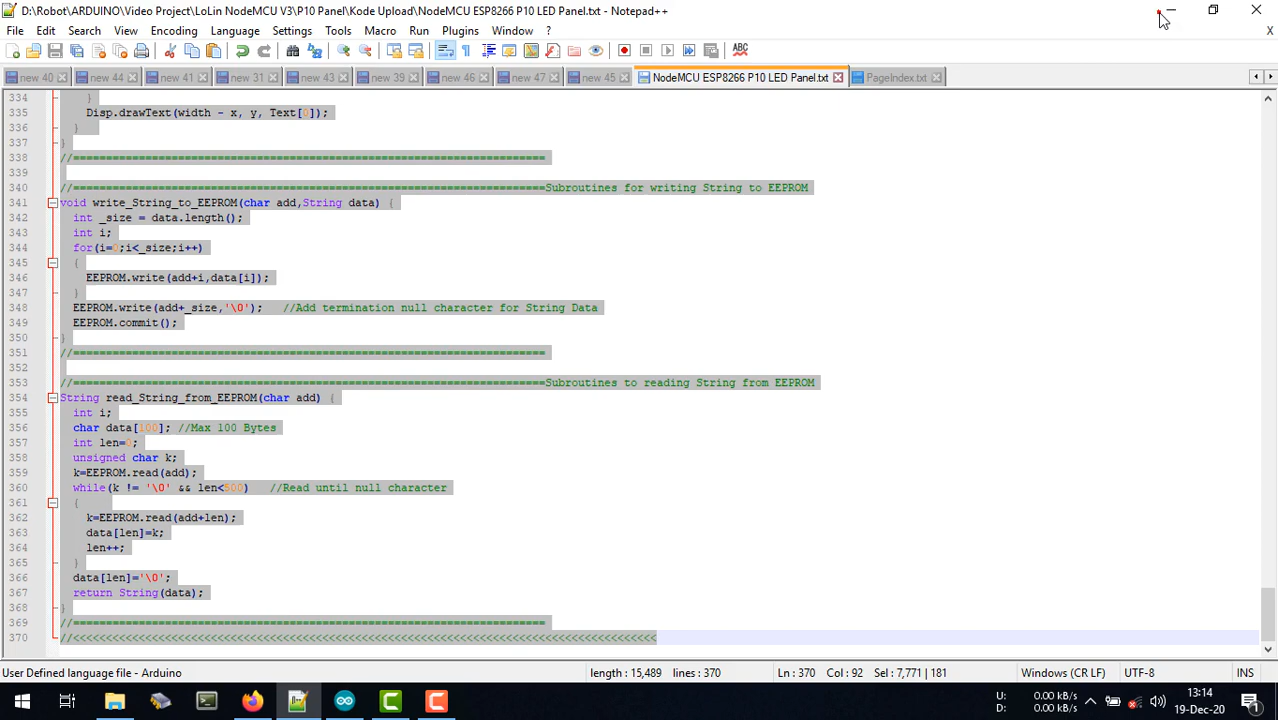 D:\Robot\ARDUINO\Video Project\LoLin NodeMCU V3\P10 Panel\Kode Upload\NodeMCU ESP8266 P10 LED Panel.txt - Notepad++
File Edit Search View Encoding Language Settings Tools Macro Run Plugins Window ? X
new 40 new 44 new 41 new 31 new 43 new 39 new 46 new 47 new 45 NodeMCU ESP8266 P10 LED Panel.txt PageIndex.txt
334 }
335 Disp.drawText(width - x, y, Text[0]);
336 }
337 }
338 //========================================================================
339
340 //========================================================================Subroutines for writing String to EEPROM
341 void write_String_to_EEPROM(char add,String data) {
342 int _size = data.length();
343 int i;
344 for(i=0;i<_size;i++)
345 {
346 EEPROM.write(add+i,data[i]);
347 }
348 EEPROM.write(add+_size,'\0'); //Add termination null character for String Data
349 EEPROM.commit();
350 }
351 //========================================================================
352
353 //========================================================================Subroutines to reading String from EEPROM
354 String read_String_from_EEPROM(char add) {
355 int i;
356 char data[100]; //Max 100 Bytes
357 int len=0;
358 unsigned char k;
359 k=EEPROM.read(add);
360 while(k != '\0' && len<500) //Read until null character
361 {
362 k=EEPROM.read(add+len);
363 data[len]=k;
364 len++;
365 }
366 data[len]='\0';
367 return String(data);
368 }
369 //========================================================================
370 //<<<<<<<<<<<<<<<<<<<<<<<<<<<<<<<<<<<<<<<<<<<<<<<<<<<<<<<<<<<<<<<<<<<<<<<<<<<<<<<<<<<<<<<<<
User Defined language file - Arduino length : 15,489 lines : 370 Ln : 370 Col : 92 Sel : 7,771 | 181 Windows (CR LF) UTF-8 INS
U: 0.00 kB/s
D: 0.00 kB/s
13:14
19-Dec-20